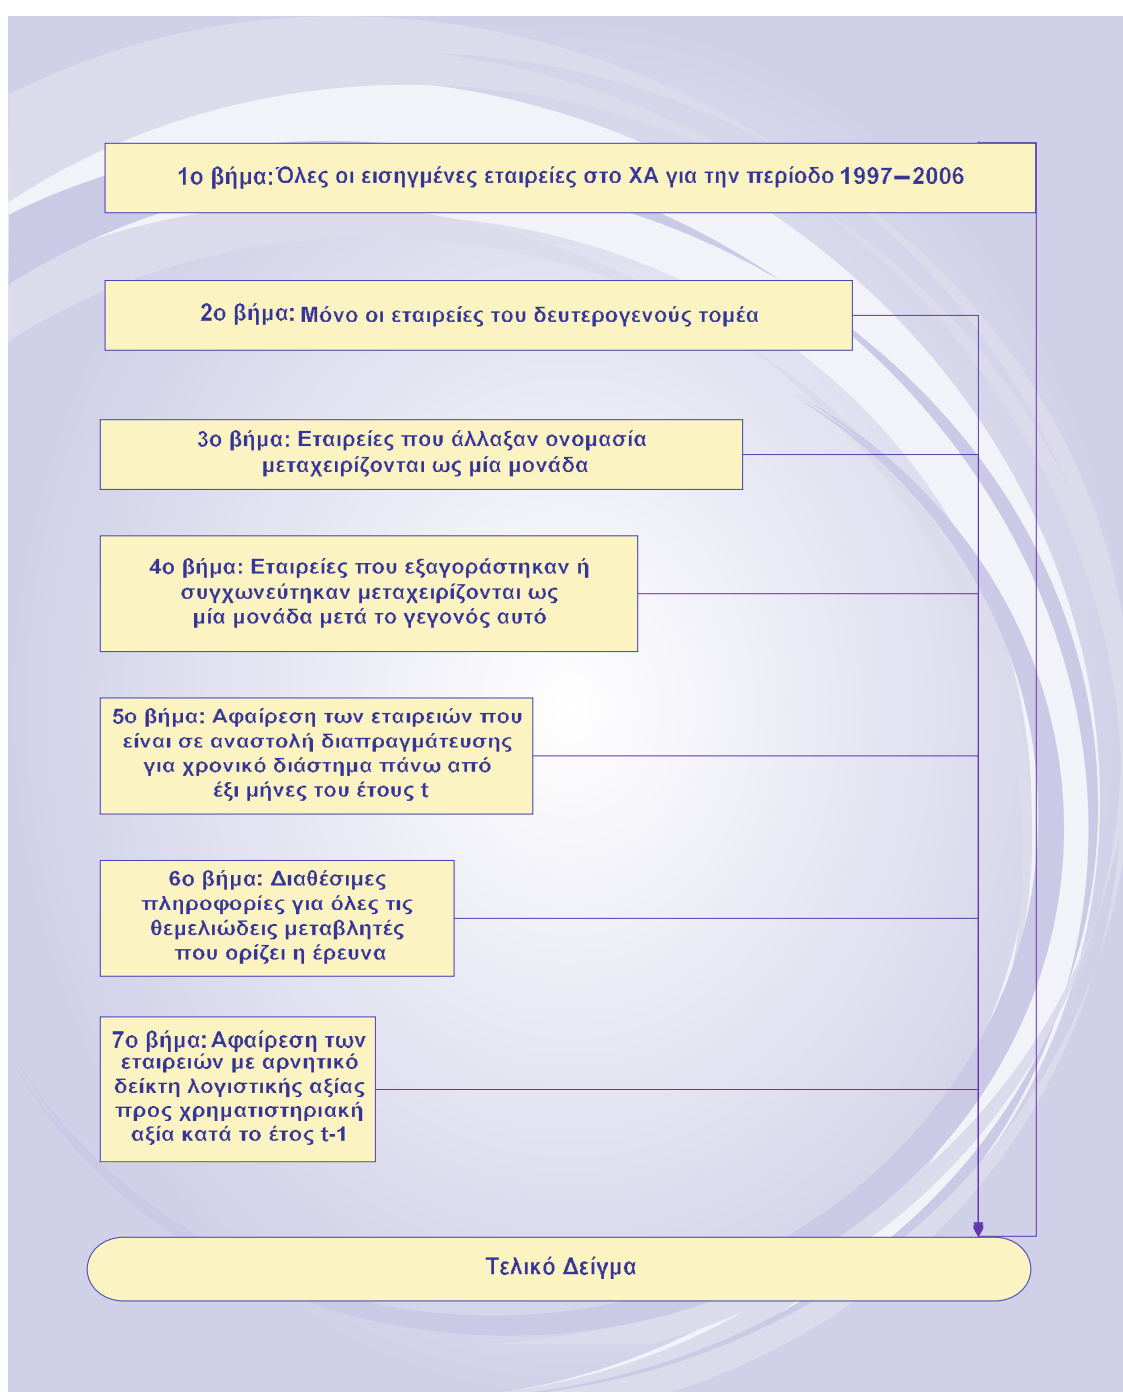 1ο βήμα: Όλες οι εισηγμένες εταιρείες στο ΧΑ για την περίοδο 1997–2006
2ο βήμα: Μόνο οι εταιρείες του δευτερογενούς τομέα
3ο βήμα: Εταιρείες που άλλαξαν ονομασία
μεταχειρίζονται ως μία μονάδα
4ο βήμα: Εταιρείες που εξαγοράστηκαν ή
συγχωνεύτηκαν μεταχειρίζονται ως
μία μονάδα μετά το γεγονός αυτό
5ο βήμα: Αφαίρεση των εταιρειών που
είναι σε αναστολή διαπραγμάτευσης
για χρονικό διάστημα πάνω από
έξι μήνες του έτους t
6ο βήμα: Διαθέσιμες
πληροφορίες για όλες τις
θεμελιώδεις μεταβλητές
που ορίζει η έρευνα
7ο βήμα: Αφαίρεση των
εταιρειών με αρνητικό
δείκτη λογιστικής αξίας
προς χρηματιστηριακή
αξία κατά το έτος t-1
Τελικό Δείγμα